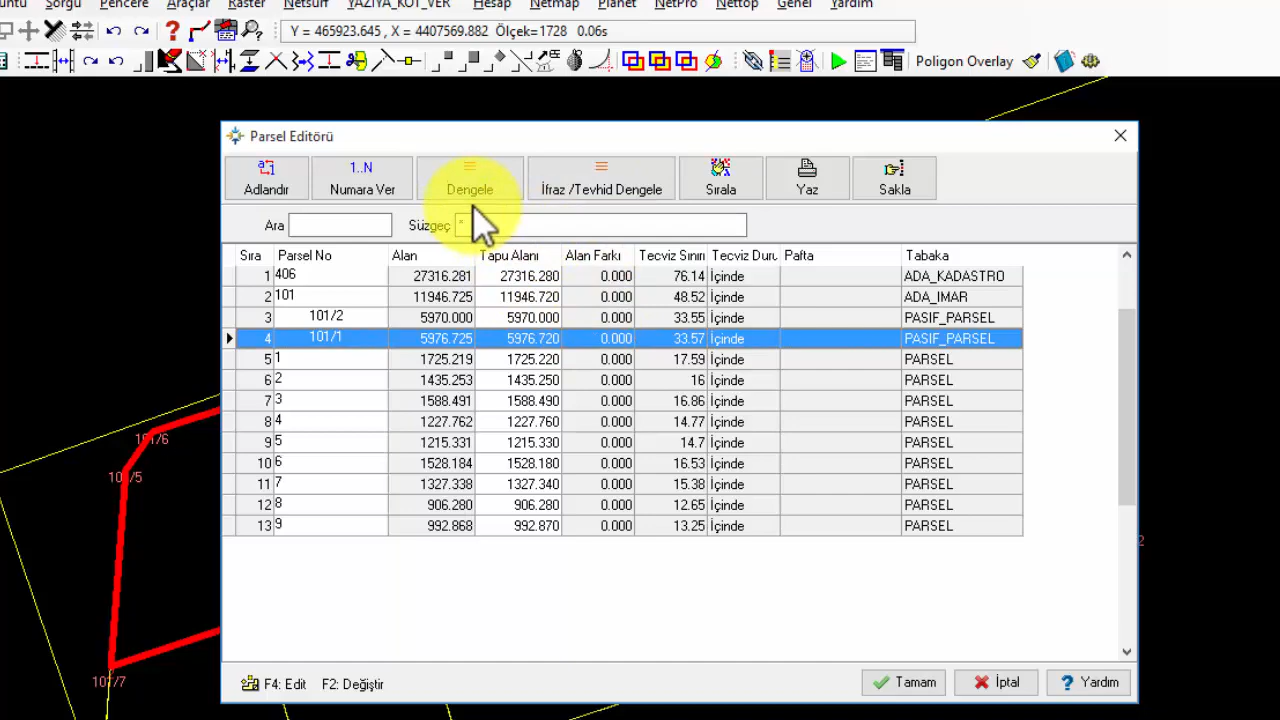 Sorgu Pencere Araçlar Raster Netsurf YAZIYA_KOT_VER Hesap Netmap Planet NetPro Nettop Genel Yardım
Y = 465923.645 , X = 4407569.882 Ölçek=1728 0.06s
Poligon Overlay
Parsel Editörü
Adlandır
1..N Numara Ver
Dengele
İfraz /Tevhid Dengele
Sırala
Yaz
Sakla
Ara Süzgeç *
Sıra Parsel No Alan Tapu Alanı Alan Farkı Tecviz Sınırı Tecviz Duru Pafta Tabaka
1 406 27316.281 27316.280 0.000 76.14 İçinde ADA_KADASTRO
2 101 11946.725 11946.720 0.000 48.52 İçinde ADA_IMAR
3 101/2 5970.000 5970.000 0.000 33.55 İçinde PASIF_PARSEL
4 101/1 5976.725 5976.720 0.000 33.57 İçinde PASIF_PARSEL
5 1 1725.219 1725.220 0.000 17.59 İçinde PARSEL
6 2 1435.253 1435.250 0.000 16 İçinde PARSEL
7 3 1588.491 1588.490 0.000 16.86 İçinde PARSEL
8 4 1227.762 1227.760 0.000 14.77 İçinde PARSEL
9 5 1215.331 1215.330 0.000 14.7 İçinde PARSEL
10 6 1528.184 1528.180 0.000 16.53 İçinde PARSEL
11 7 1327.338 1327.340 0.000 15.38 İçinde PARSEL
12 8 906.280 906.280 0.000 12.65 İçinde PARSEL
13 9 992.868 992.870 0.000 13.25 İçinde PARSEL
101/6
101/5
2
101/7
F4: Edit F2: Değiştir
Tamam
İptal
Yardım